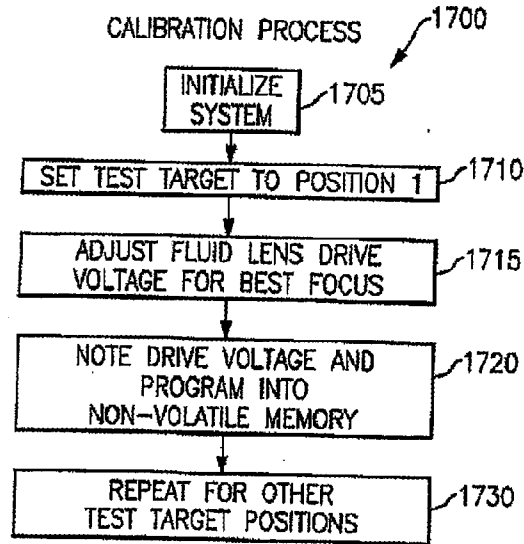 CALIBRATION PROCESS
1700
INITIALIZE
SYSTEM
1705
SET TEST TARGET TO POSITION 1
1710
ADJUST FLUID LENS DRIVE
VOLTAGE FOR BEST FOCUS
1715
NOTE DRIVE VOLTAGE AND
PROGRAM INTO
NON-VOLATILE MEMORY
1720
REPEAT FOR OTHER
TEST TARGET POSITIONS
1730